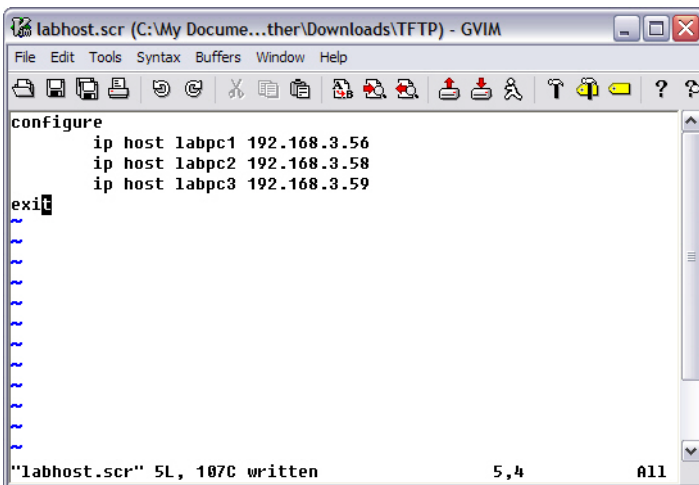 labhost.scr (C:\My Docume...ther\Downloads\TFTP) - GVIM
File Edit Tools Syntax Buffers Window Help
configure
        ip host labpc1 192.168.3.56
        ip host labpc2 192.168.3.58
        ip host labpc3 192.168.3.59
exit
~
~
~
~
~
~
~
~
~
~
~
~
"labhost.scr" 5L, 107C written 5,4 All